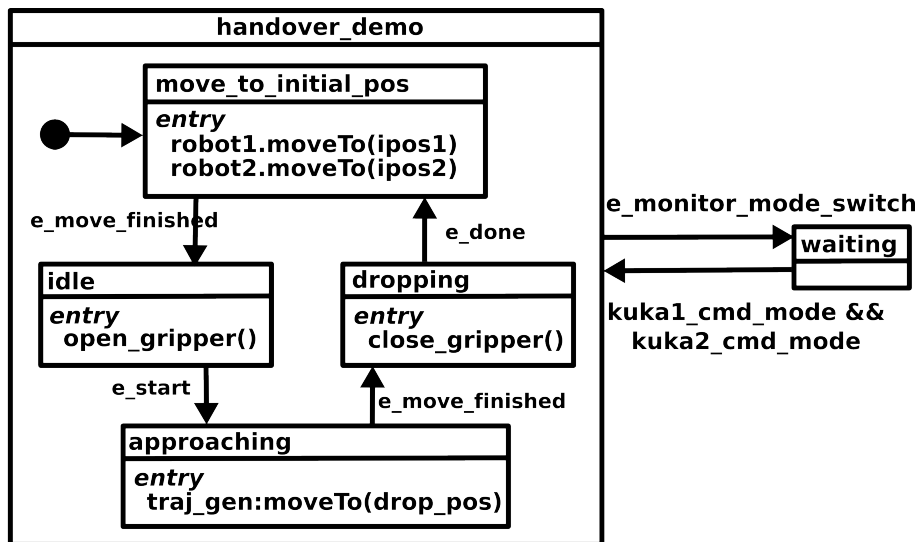 handover_demo
move_to_initial_pos
entry
robot1.moveTo(ipos1)
robot2.moveTo(ipos2)
e_move_finished
e_done
e_monitor_mode_switch
waiting
idle
entry
open_gripper()
dropping
entry
close_gripper()
kuka1_cmd_mode &&
kuka2_cmd_mode
e_start
e_move_finished
approaching
entry
traj_gen:moveTo(drop_pos)